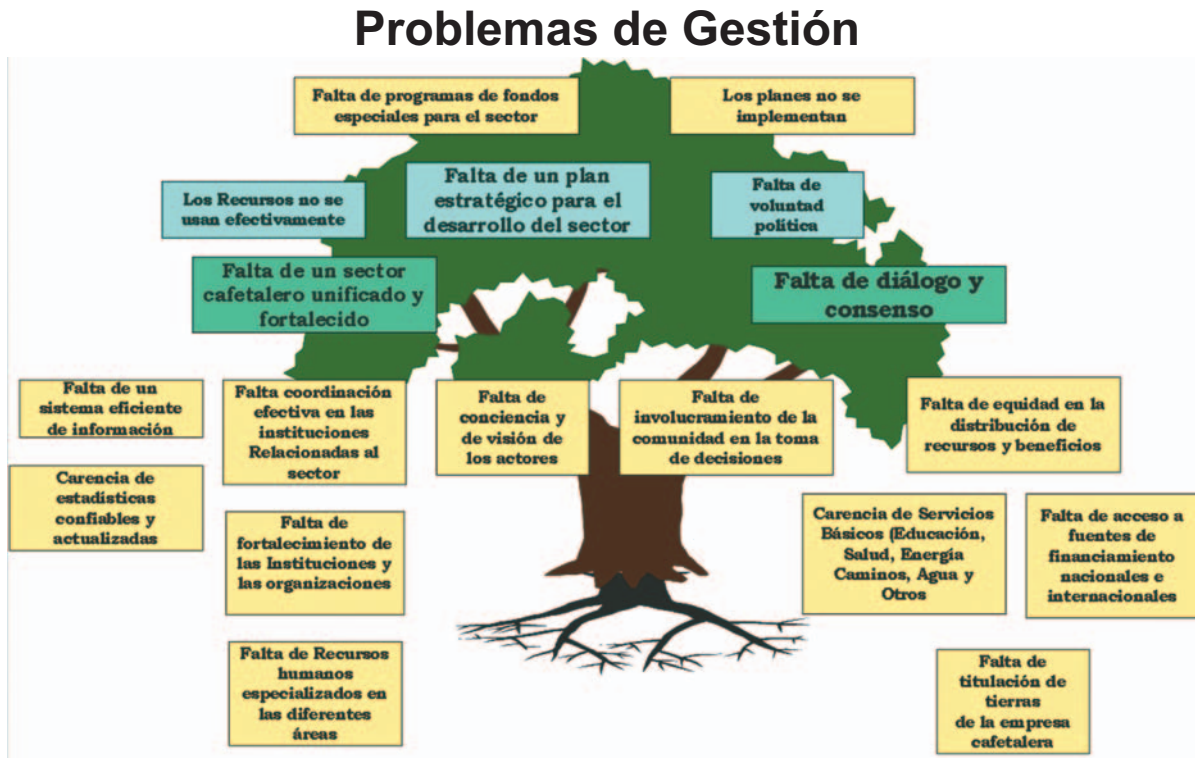 Problemas de Gestión
Falta de programas de fondos
especiales para el sector
Los planes no se
implementan
Los Recursos no se
usan efectivamente
Falta de un plan
estratégico para el
desarrollo del sector
Falta de
voluntad
política
Falta de un sector
cafetalero unificado y
fortalecido
Falta de diálogo y
consenso
Falta de un
sistema eficiente
de información
Falta coordinación
efectiva en las
instituciones
Relacionadas al
sector
Falta de
conciencia y
de visión de
los actores
Falta de
involucramiento de la
comunidad en la toma
de decisiones
Falta de equidad en la
distribución de
recursos y beneficios
Carencia de
estadísticas
confiables y
actualizadas
Falta de
fortalecimiento de
las Instituciones y
las organizaciones
Carencia de Servicios
Básicos (Educación,
Salud, Energía
Caminos, Agua y
Otros
Falta de acceso a
fuentes de
financiamiento
nacionales e
internacionales
Falta de Recursos
humanos
especializados en
las diferentes
áreas
Falta de
titulación de
tierras
de la empresa
cafetalera